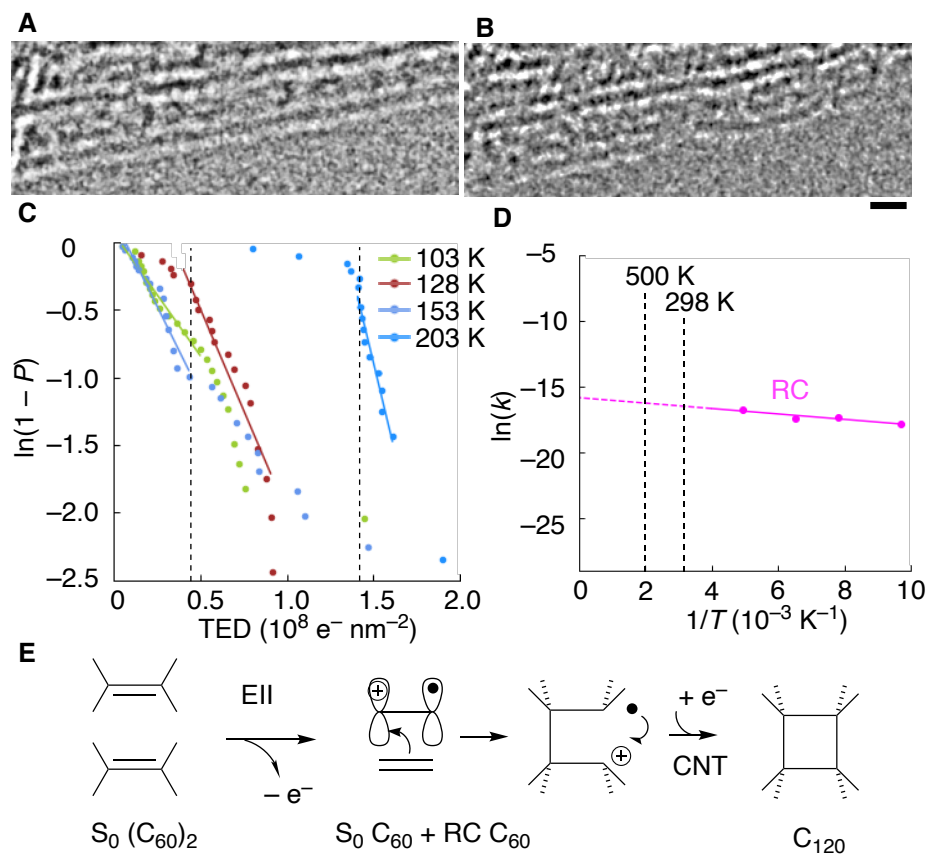 A
B
C
D
0
−0.5
−1.0
−1.5
−2.0
−2.5
ln(1 − P)
103 K
128 K
153 K
203 K
0
0.5
1.0
1.5
2.0
TED (10⁸ e⁻ nm⁻²)
−5
−10
−15
−20
−25
ln(k)
500 K
298 K
RC
0
2
4
6
8
10
1/T (10⁻³ K⁻¹)
E
EII
− e⁻
+ e⁻
CNT
S₀ (C₆₀)₂
S₀ C₆₀ + RC C₆₀
C₁₂₀